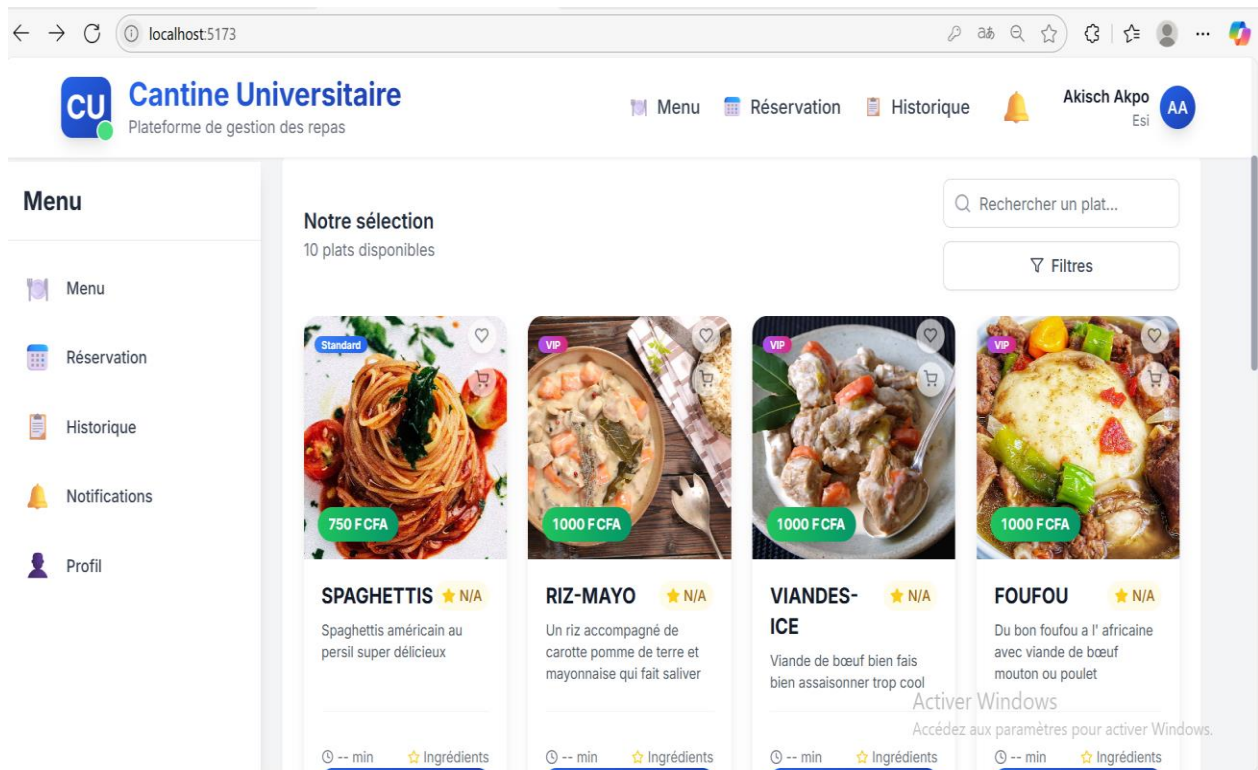 localhost:5173
CU
Cantine Universitaire
Plateforme de gestion des repas
Menu
Réservation
Historique
Akisch Akpo
Esi
AA
Menu
Menu
Réservation
Historique
Notifications
Profil
Notre sélection
10 plats disponibles
Rechercher un plat...
Filtres
Standard
750 F CFA
SPAGHETTIS
N/A
Spaghettis américain au
persil super délicieux
-- min
Ingrédients
VIP
1000 F CFA
RIZ-MAYO
N/A
Un riz accompagné de
carotte pomme de terre et
mayonnaise qui fait saliver
-- min
Ingrédients
VIP
1000 F CFA
VIANDES-
ICE
N/A
Viande de bœuf bien fais
bien assaisonner trop cool
-- min
Ingrédients
VIP
1000 F CFA
FOUFOU
N/A
Du bon foufou a l' africaine
avec viande de bœuf
mouton ou poulet
-- min
Ingrédients
Activer Windows
Accédez aux paramètres pour activer Windows.